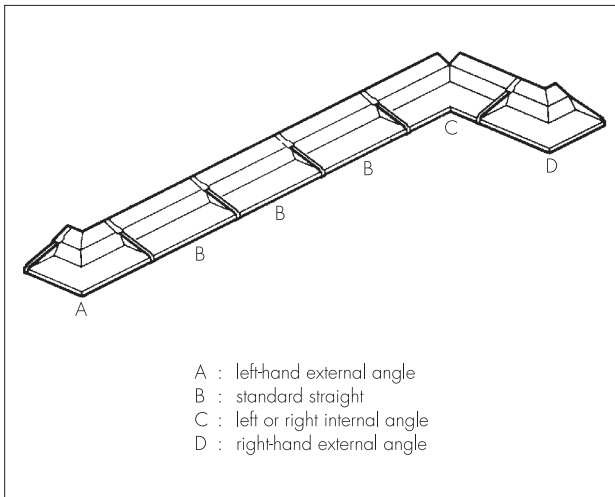 C
D
B
B
B
A
A : left-hand external angle
B : standard straight
C : left or right internal angle
D : right-hand external angle